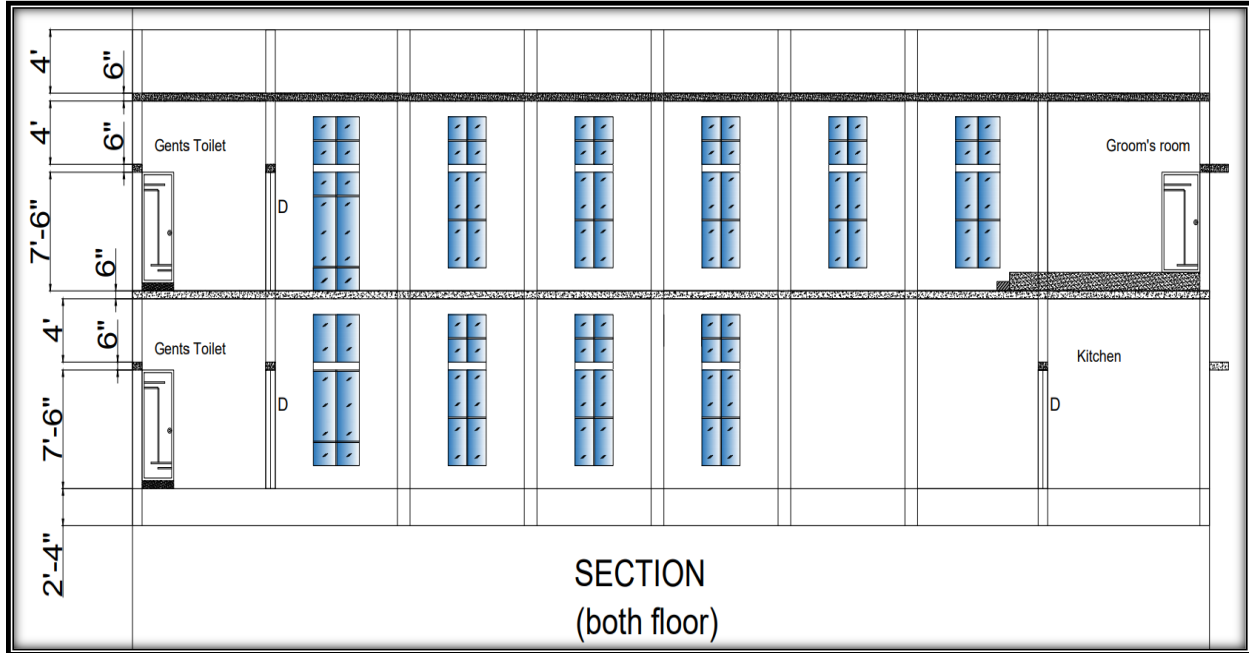 4'
6"
4'
6"
Gents Toilet
Groom's room
7'-6"
D
6"
4'
6"
Gents Toilet
Kitchen
7'-6"
D
D
2'-4"
SECTION
(both floor)